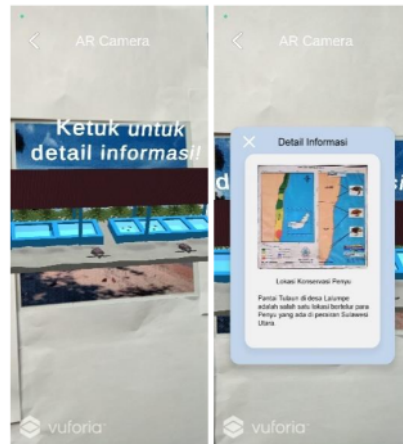 AR Camera
Ketuk untuk
detail informasi!
vuforia
AR Camera
Detail Informasi
Lokasi Konservasi Penyu
Pantai Tulaun di desa Lalumpe
adalah salah satu lokasi bertelur para
Penyu yang ada di perairan Sulawesi
Utara.
vuforia